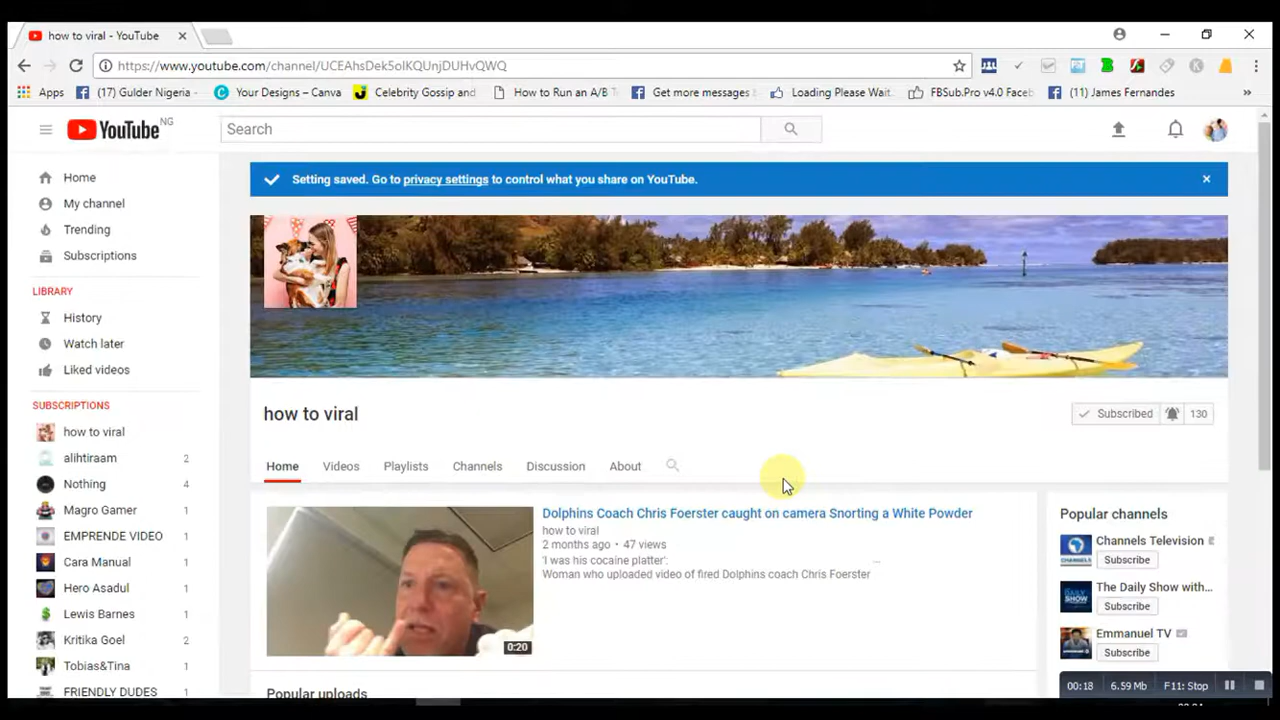 how to viral - YouTube
https://www.youtube.com/channel/UCEAhsDek5olKQUnjDUHvQWQ
Apps (17) Gulder Nigeria - Your Designes – Canva Celebrity Gossip and How to Run an A/B T Get more messages Loading Please Wait.. FBSub.Pro v4.0 Faceb (11) James Fernandes »
YouTube NG
Search
Home
My channel
Trending
Subscriptions
LIBRARY
History
Watch later
Liked videos
SUBSCRIPTIONS
how to viral
alihtiraam 2
Nothing 4
Magro Gamer 1
EMPRENDE VIDEO 1
Cara Manual 1
Hero Asadul 1
Lewis Barnes 1
Kritika Goel 1
Tobias&Tina 1
FRIENDLY DUDES 1
Setting saved. Go to privacy settings to control what you share on YouTube.
how to viral
Subscribed 130
Home Videos Playlists Channels Discussion About
Dolphins Coach Chris Foerster caught on camera Snorting a White Powder
how to viral
2 months ago • 47 views
'I was his cocaine platter':
Woman who uploaded video of fired Dolphins coach Chris Foerster
0:20
Popular uploads
Popular channels
Channels Television
Subscribe
The Daily Show with...
Subscribe
Emmanuel TV
Subscribe
CHANNELS
THE DAILY SHOW
00:18 6.59 Mb F11: Stop